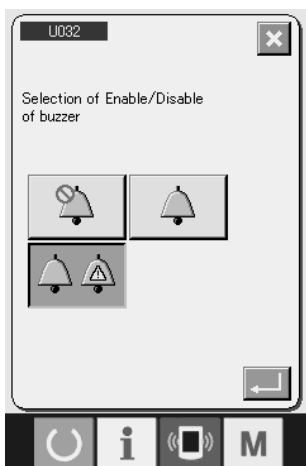 U032
Selection of Enable/Disable
of buzzer
i
M